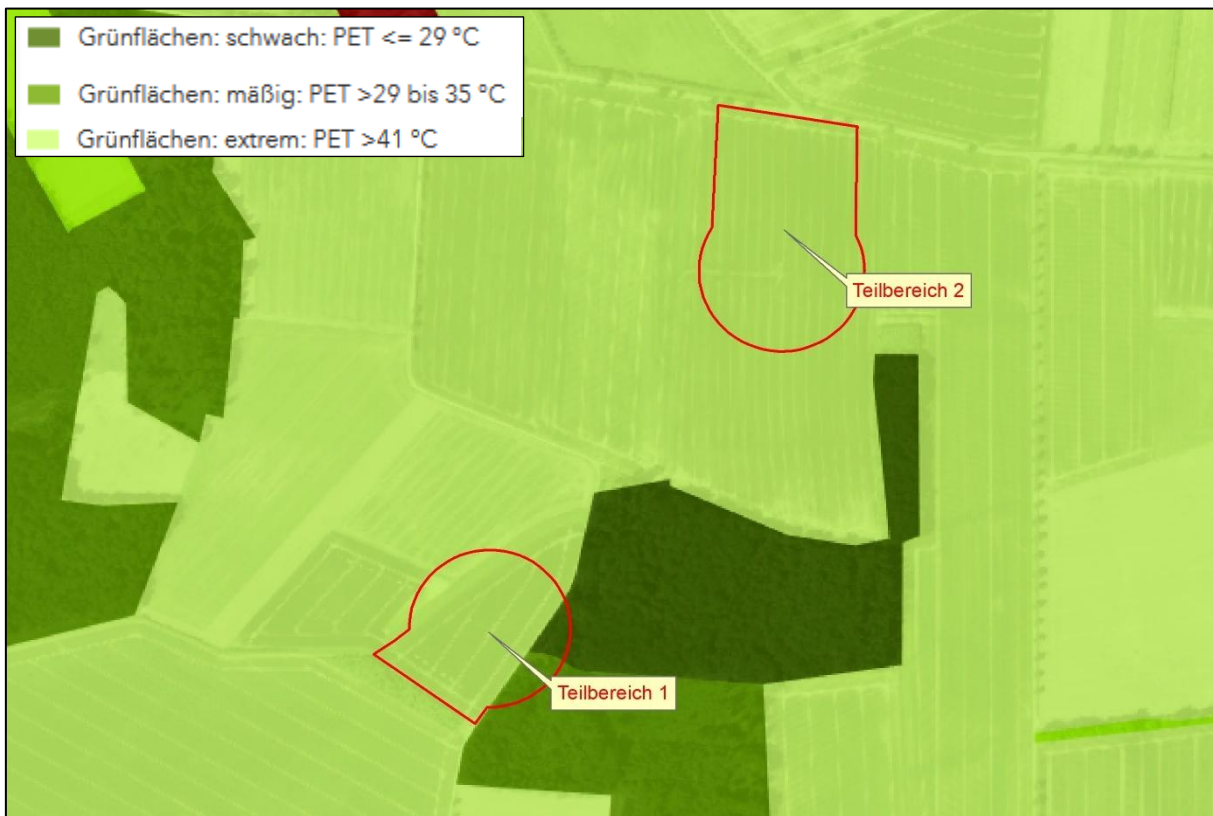 Grünflächen: schwach: PET <= 29 °C
Grünflächen: mäßig: PET >29 bis 35 °C
Grünflächen: extrem: PET >41 °C
Teilbereich 2
Teilbereich 1